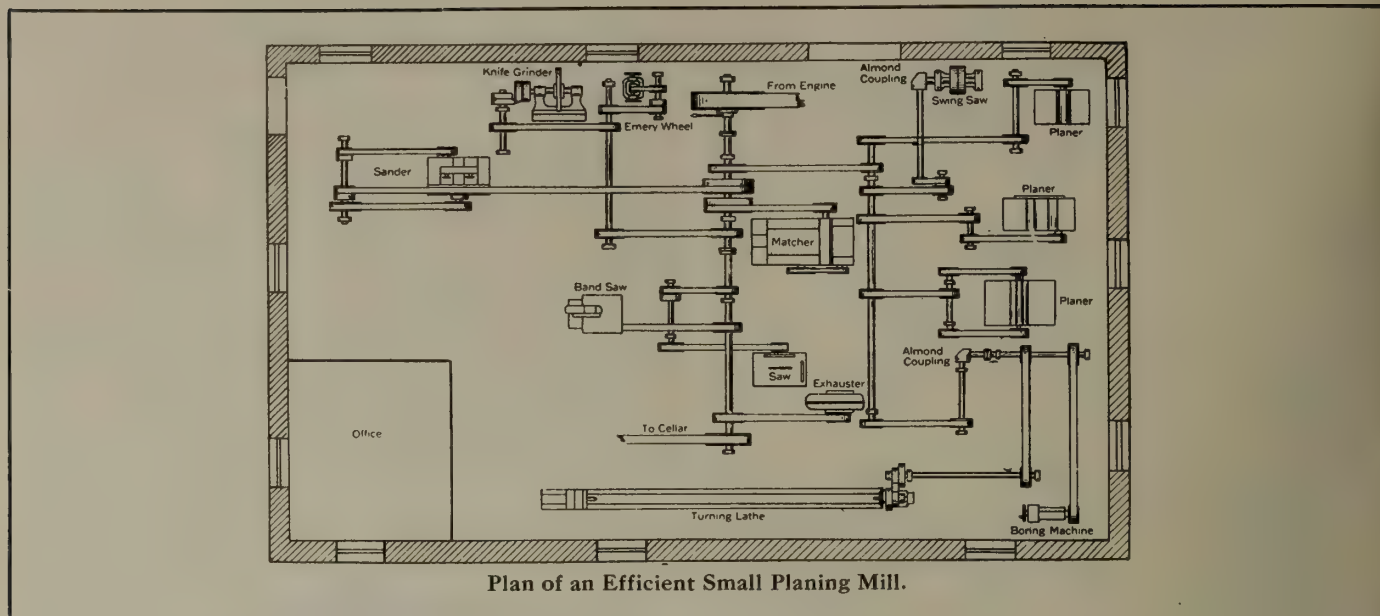 Knife Grinder
Emery Wheel
From Engine
Almond
Coupling
Swing Saw
Planer
Sander
Planer
Matcher
Band Saw
Planer
Almond
Coupling
Saw
Exhauster
To Cellar
Office
Turning Lathe
Boring Machine
Plan of an Efficient Small Planing Mill.